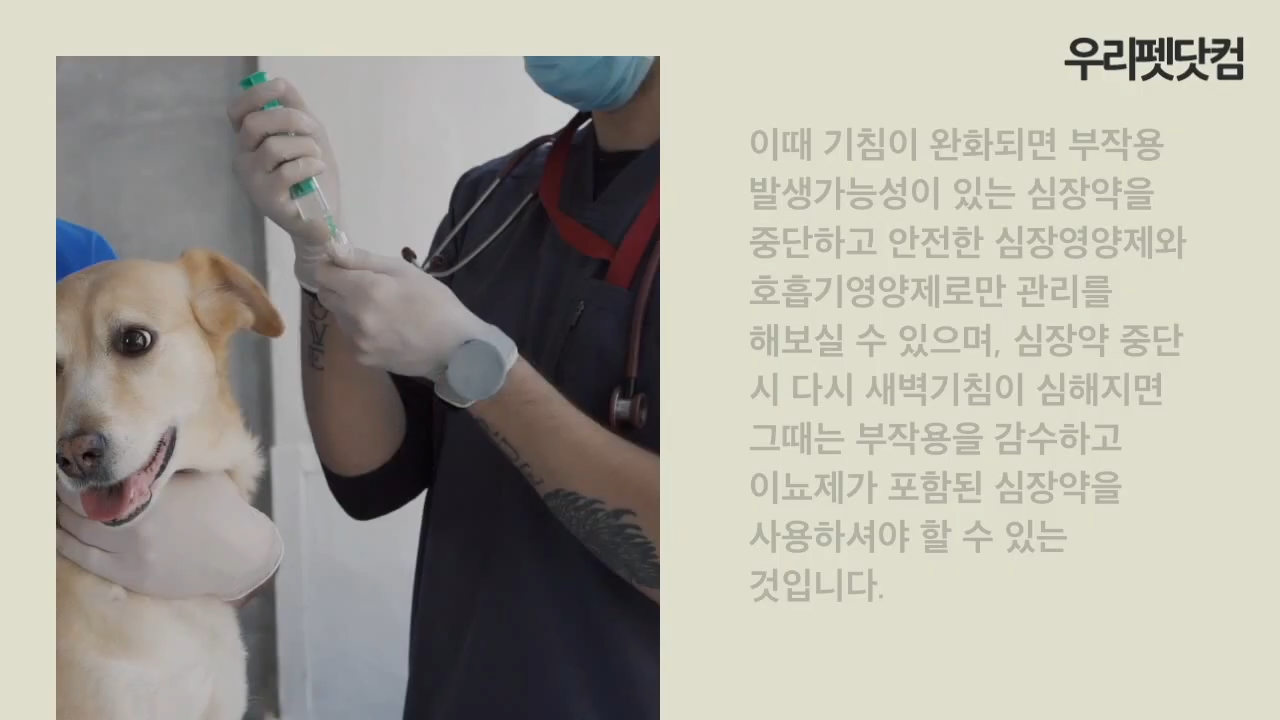 우리펫닷컴
이때 기침이 완화되면 부작용
발생가능성이 있는 심장약을
중단하고 안전한 심장영양제와
호흡기영양제로만 관리를
해보실 수 있으며, 심장약 중단
시 다시 새벽기침이 심해지면
그때는 부작용을 감수하고
이뇨제가 포함된 심장약을
사용하셔야 할 수 있는
것입니다.